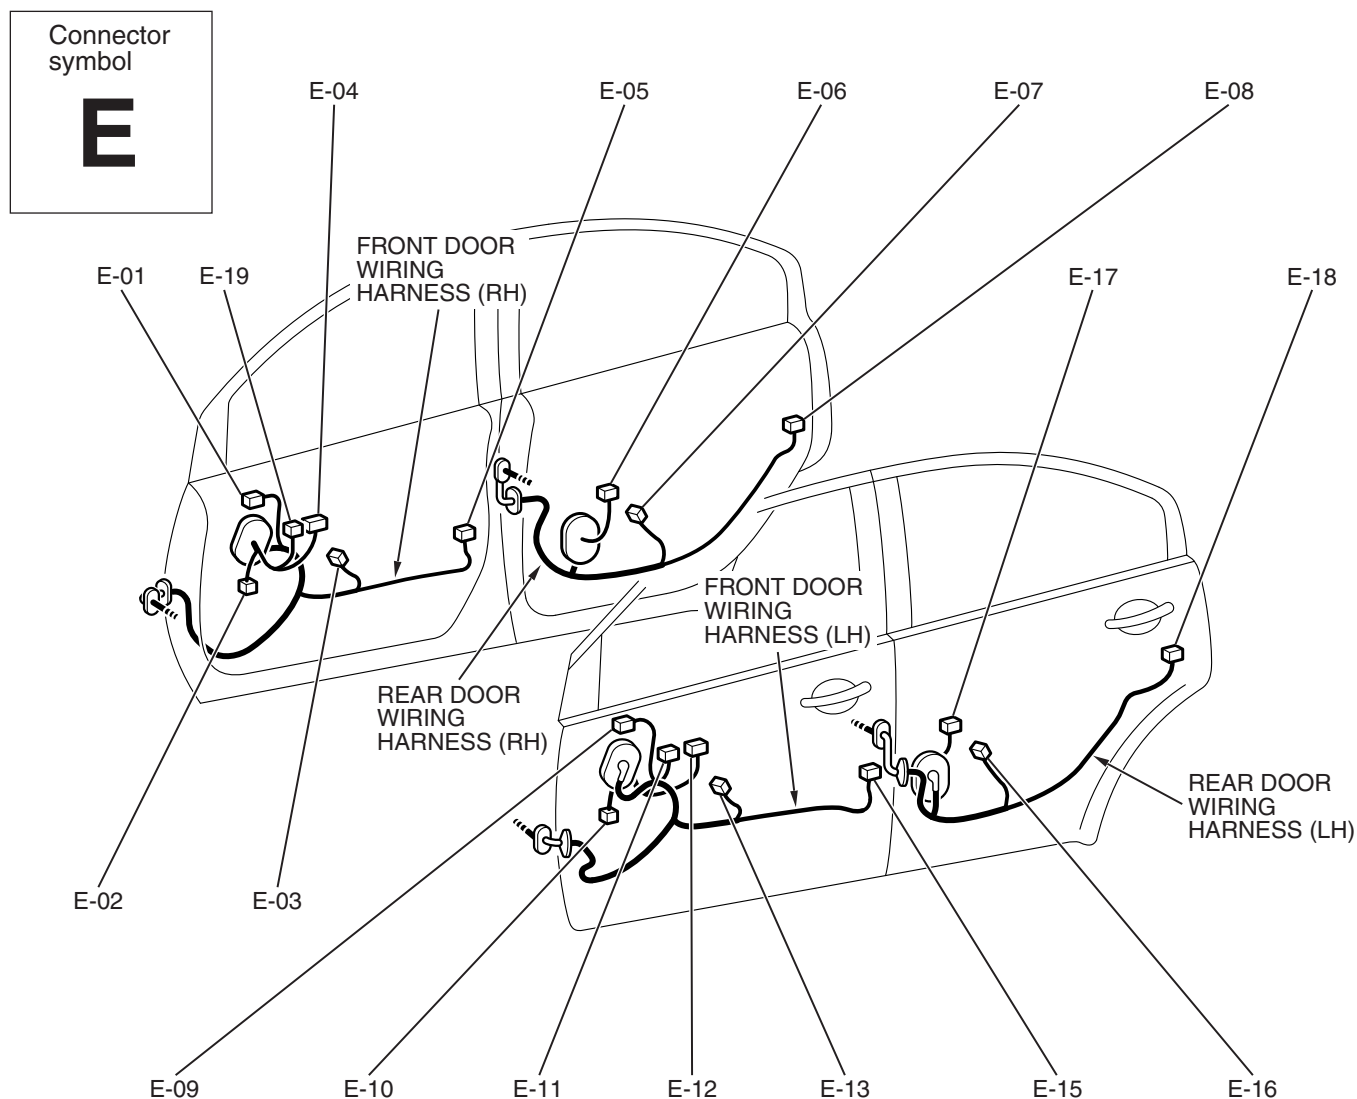 Connector
symbol
E
E-04
E-05
E-06
E-07
E-08
FRONT DOOR
WIRING
HARNESS (RH)
E-01
E-19
E-17
E-18
FRONT DOOR
WIRING
HARNESS (LH)
REAR DOOR
WIRING
HARNESS (RH)
REAR DOOR
WIRING
HARNESS (LH)
E-02
E-03
E-09
E-10
E-11
E-12
E-13
E-15
E-16